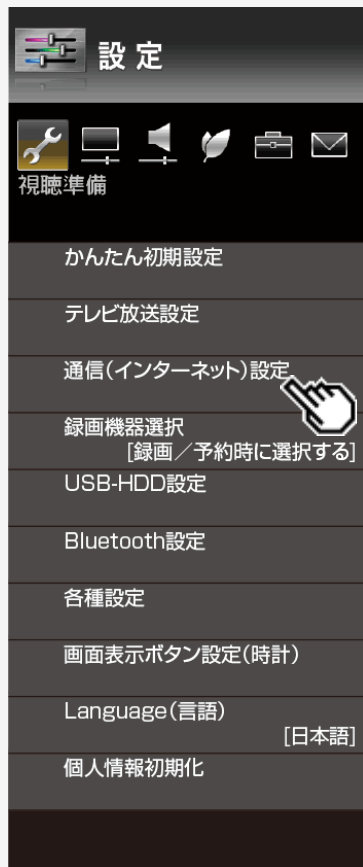 設定
視聴準備
かんたん初期設定
テレビ放送設定
通信(インターネット)設定
録画機器選択
[録画／予約時に選択する]
USB-HDD設定
Bluetooth設定
各種設定
画面表示ボタン設定(時計)
Language(言語)
[日本語]
個人情報初期化